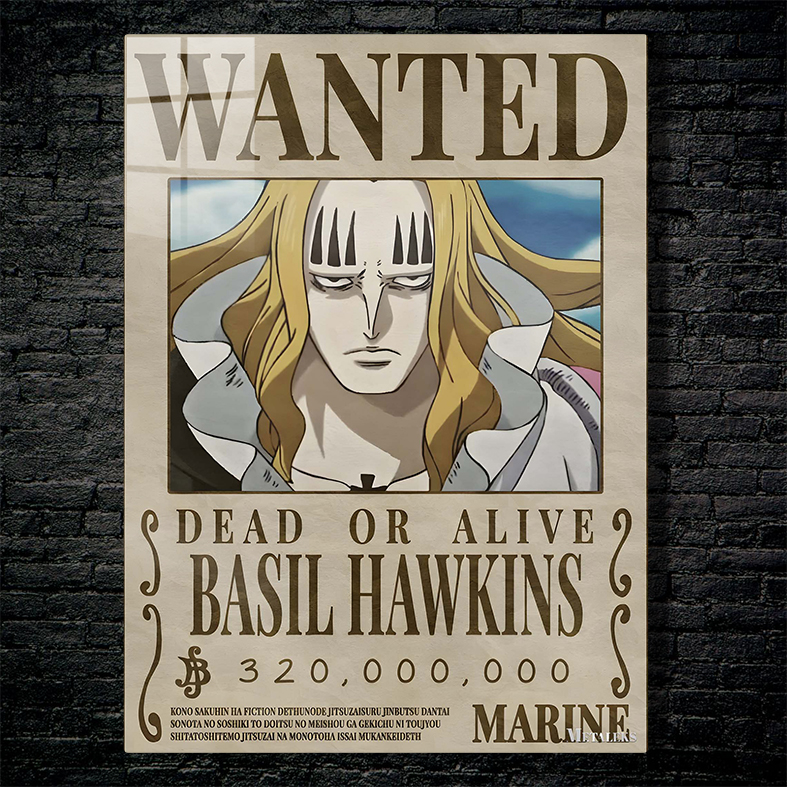 WANTED
DEAD OR ALIVE
BASIL HAWKINS
320,000,000
KONO SAKUHIN HA FICTION DETHUNODE JITSUZAISURU JINBUTSU DANTAI
SONOTA NO SOSHIKI TO DOITSU NO MEISHOU GA GEKICHU NI TOUJYOU
SHITATOSHITEMO JITSUZAI NA MONOTOHA ISSAI MUKANKEIDETH
MARINE
METALEKS